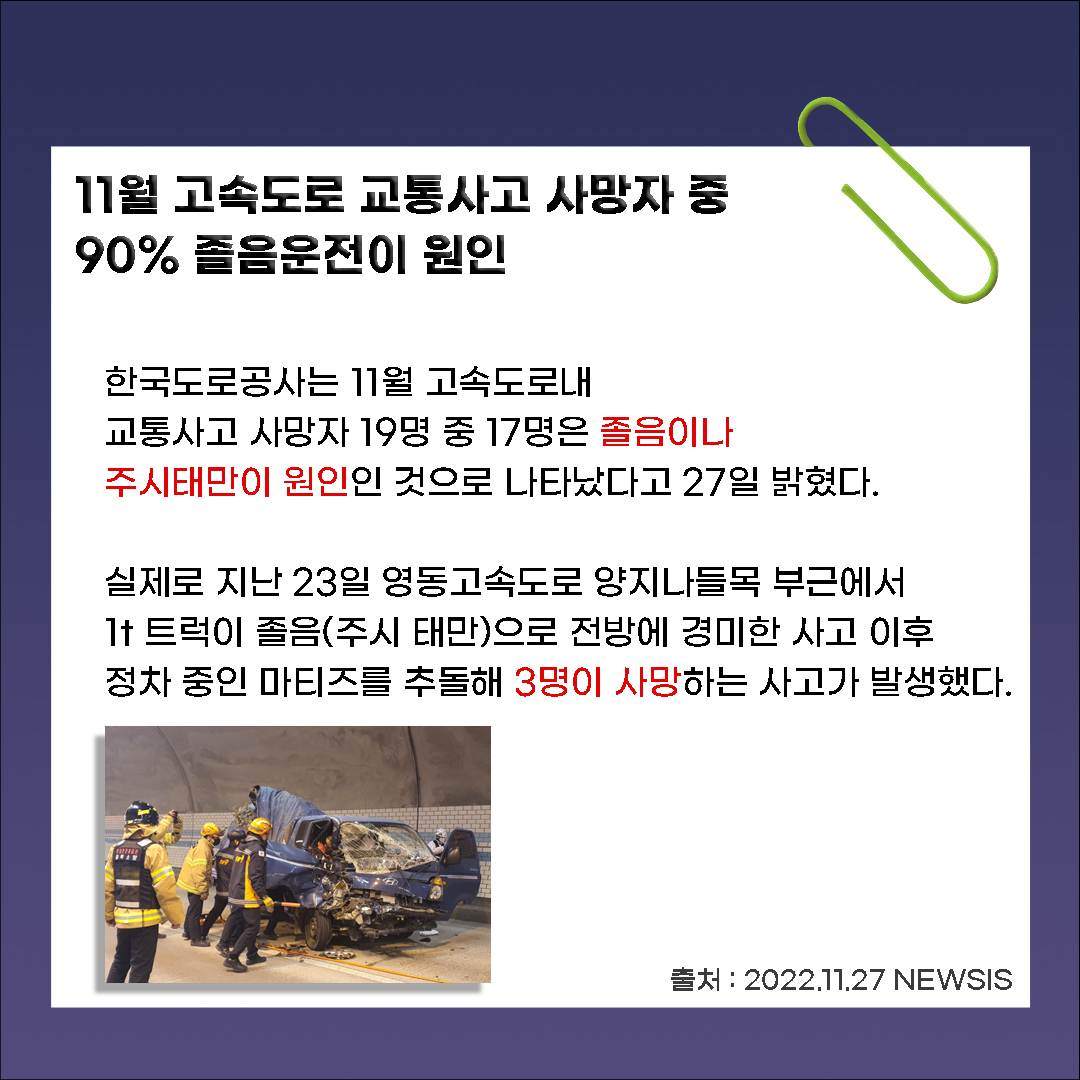 11월 고속도로 교통사고 사망자 중
90% 졸음운전이 원인
한국도로공사는 11월 고속도로내
교통사고 사망자 19명 중 17명은 졸음이나
주시태만이 원인인 것으로 나타났다고 27일 밝혔다.
실제로 지난 23일 영동고속도로 양지나들목 부근에서
1t 트럭이 졸음(주시 태만)으로 전방에 경미한 사고 이후
정차 중인 마티즈를 추돌해 3명이 사망하는 사고가 발생했다.
출처 : 2022.11.27 NEWSIS